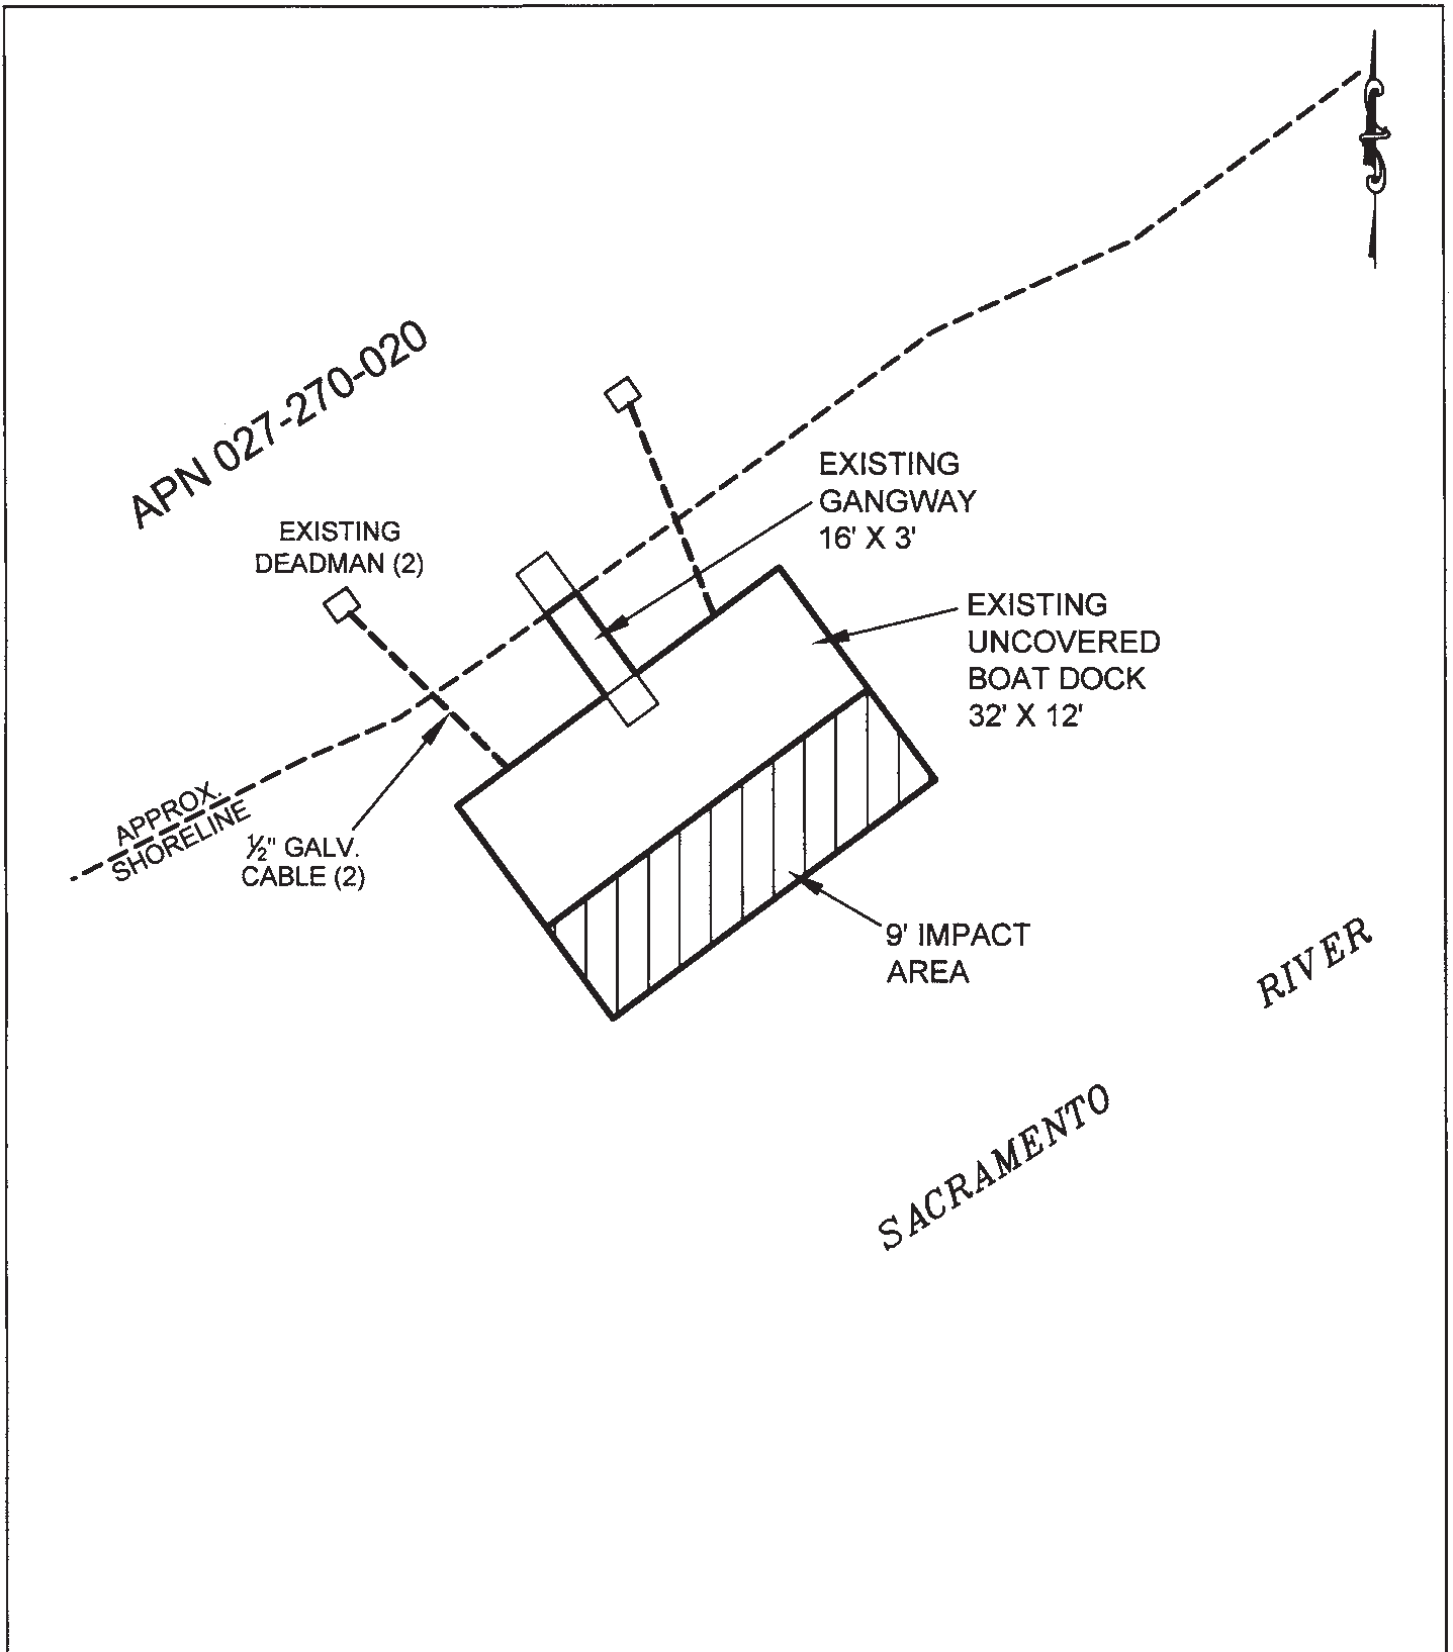 APN 027-270-020
EXISTING
GANGWAY
16' X 3'
EXISTING
DEADMAN (2)
EXISTING
UNCOVERED
BOAT DOCK
32' X 12'
APPROX.
SHORELINE
½" GALV.
CABLE (2)
9' IMPACT
AREA
SACRAMENTO RIVER